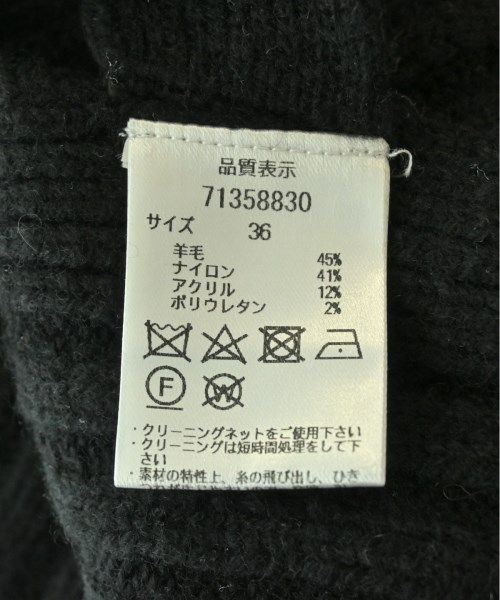 品質表示
71358830
サイズ 36
羊毛 45%
ナイロン 41%
アクリル 12%
ポリウレタン 2%
F W
・クリーニングネットをご使用下さい
・クリーニングは短時間処理をして下
さい
・素材の特性上、糸の飛び出し、ひき